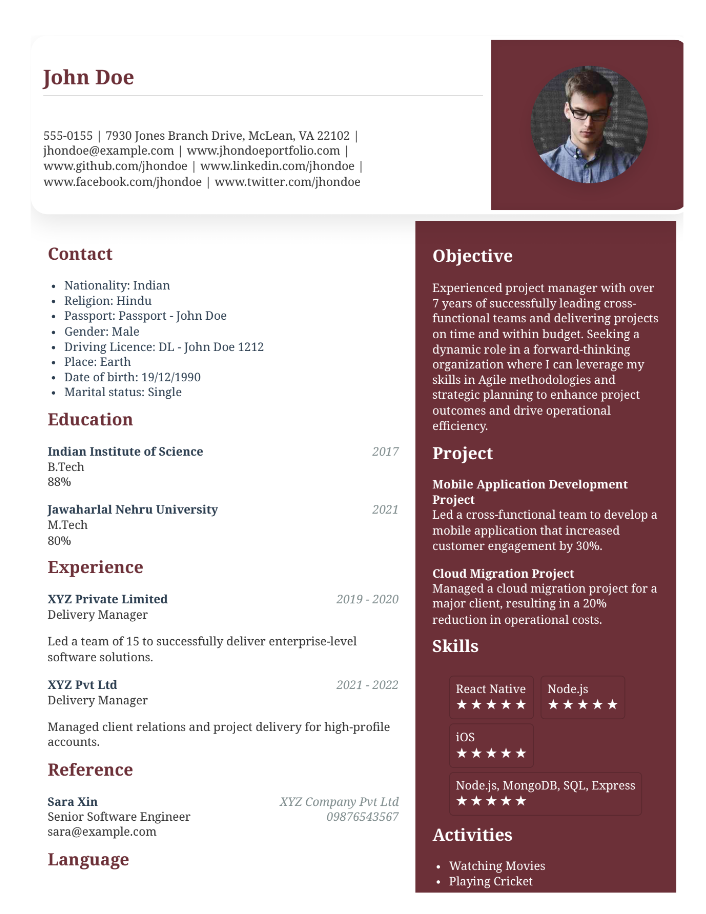 John Doe
555-0155 | 7930 Jones Branch Drive, McLean, VA 22102 |
jhondoe@example.com | www.jhondoeportfolio.com |
www.github.com/jhondoe | www.linkedin.com/jhondoe |
www.facebook.com/jhondoe | www.twitter.com/jhondoe
Contact
• Nationality: Indian
• Religion: Hindu
• Passport: Passport - John Doe
• Gender: Male
• Driving Licence: DL - John Doe 1212
• Place: Earth
• Date of birth: 19/12/1990
• Marital status: Single
Education
Indian Institute of Science 2017
B.Tech
88%
Jawaharlal Nehru University 2021
M.Tech
80%
Experience
XYZ Private Limited 2019 - 2020
Delivery Manager
Led a team of 15 to successfully deliver enterprise-level
software solutions.
XYZ Pvt Ltd 2021 - 2022
Delivery Manager
Managed client relations and project delivery for high-profile
accounts.
Reference
Sara Xin XYZ Company Pvt Ltd
Senior Software Engineer 09876543567
sara@example.com
Language
Objective
Experienced project manager with over
7 years of successfully leading cross-
functional teams and delivering projects
on time and within budget. Seeking a
dynamic role in a forward-thinking
organization where I can leverage my
skills in Agile methodologies and
strategic planning to enhance project
outcomes and drive operational
efficiency.
Project
Mobile Application Development
Project
Led a cross-functional team to develop a
mobile application that increased
customer engagement by 30%.
Cloud Migration Project
Managed a cloud migration project for a
major client, resulting in a 20%
reduction in operational costs.
Skills
React Native Node.js
★★★★★ ★★★★★
iOS
★★★★★
Node.js, MongoDB, SQL, Express
★★★★★
Activities
• Watching Movies
• Playing Cricket